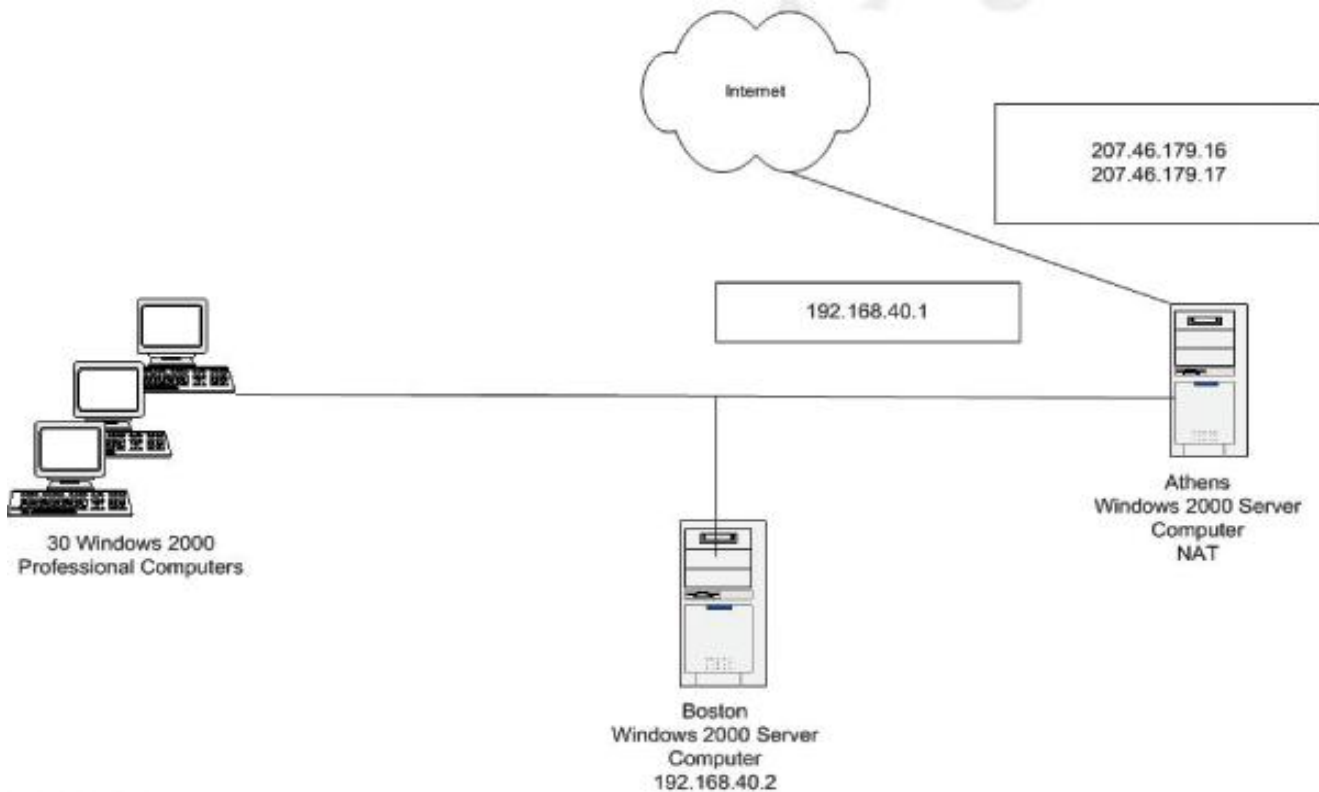 Internet
207.46.179.16
207.46.179.17
192.168.40.1
30 Windows 2000
Professional Computers
Athens
Windows 2000 Server
Computer
NAT
Boston
Windows 2000 Server
Computer
192.168.40.2